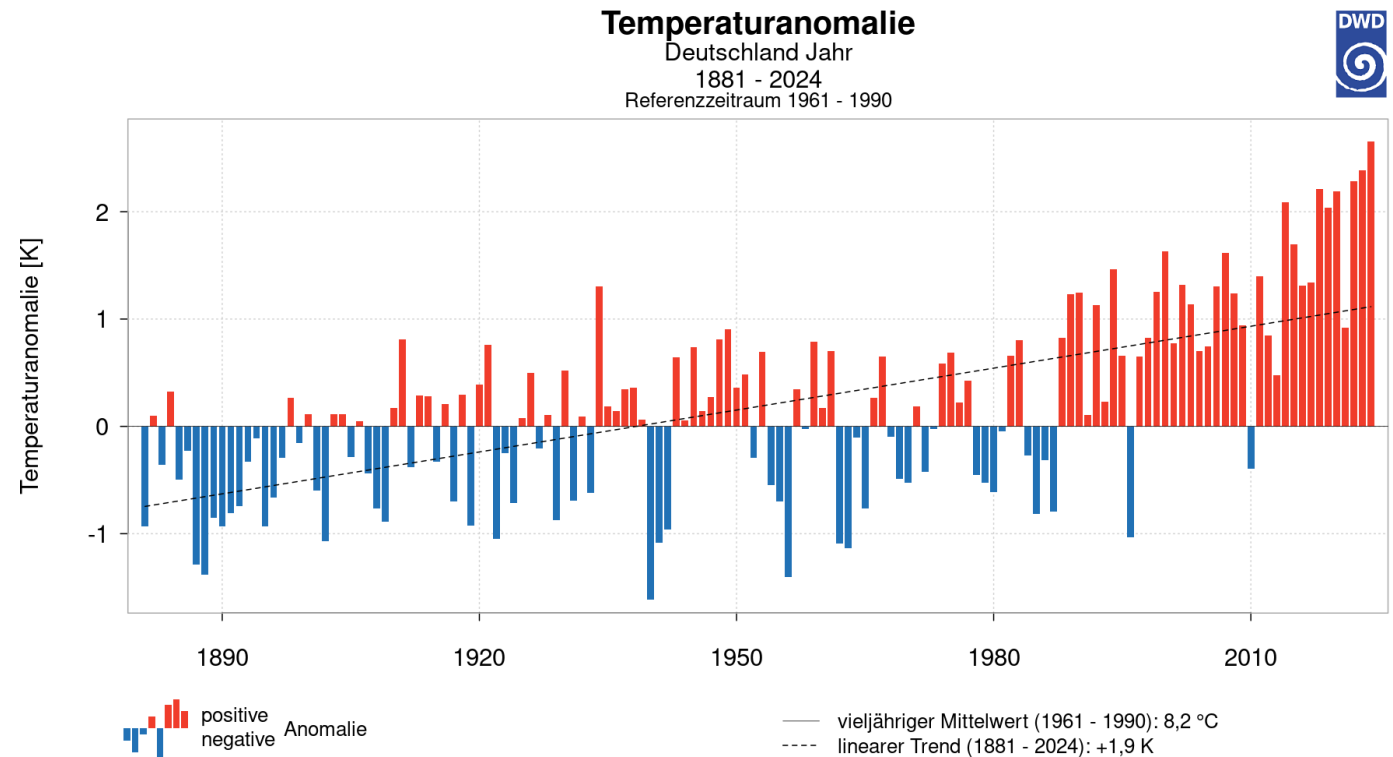 Temperaturanomalie
Deutschland Jahr
1881 - 2024
Referenzzeitraum 1961 - 1990
DWD
Temperaturanomalie [K]
2
1
0
-1
1890
1920
1950
1980
2010
positive
negative
Anomalie
vieljähriger Mittelwert (1961 - 1990): 8,2 °C
linearer Trend (1881 - 2024): +1,9 K